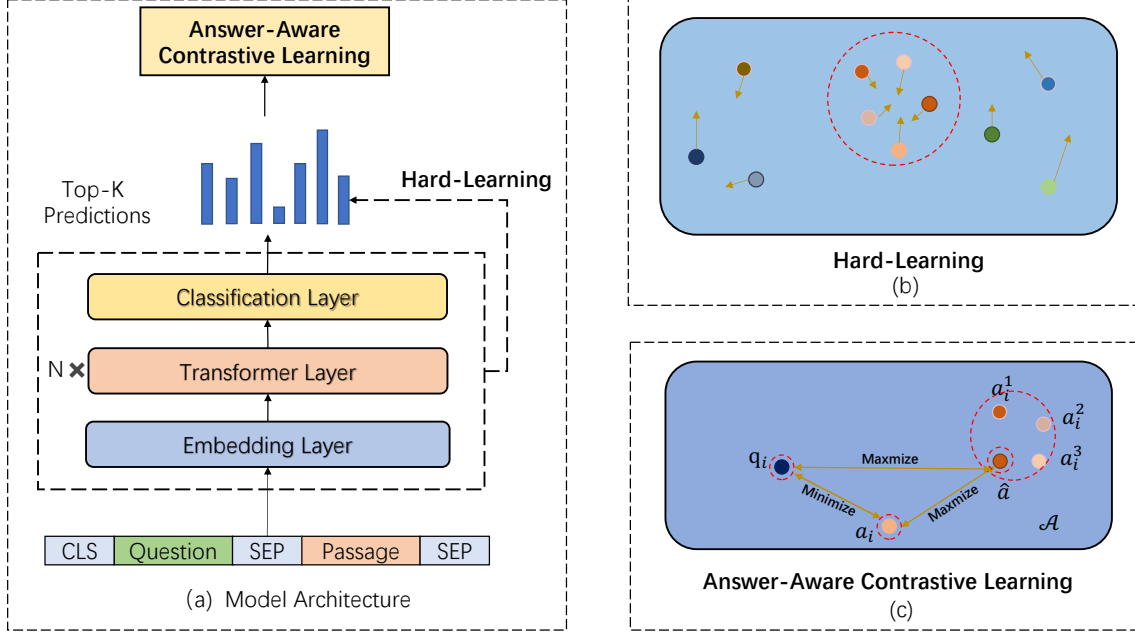 Answer-Aware
Contrastive Learning
Top-K
Predictions
Hard-Learning
Classification Layer
N ×
Transformer Layer
Embedding Layer
CLS Question SEP Passage SEP
(a) Model Architecture
Hard-Learning
(b)
a_i^1
a_i^2
a_i^3
q_i
Maxmize
â
Minimize
Maxmize
a_i
𝒜
Answer-Aware Contrastive Learning
(c)